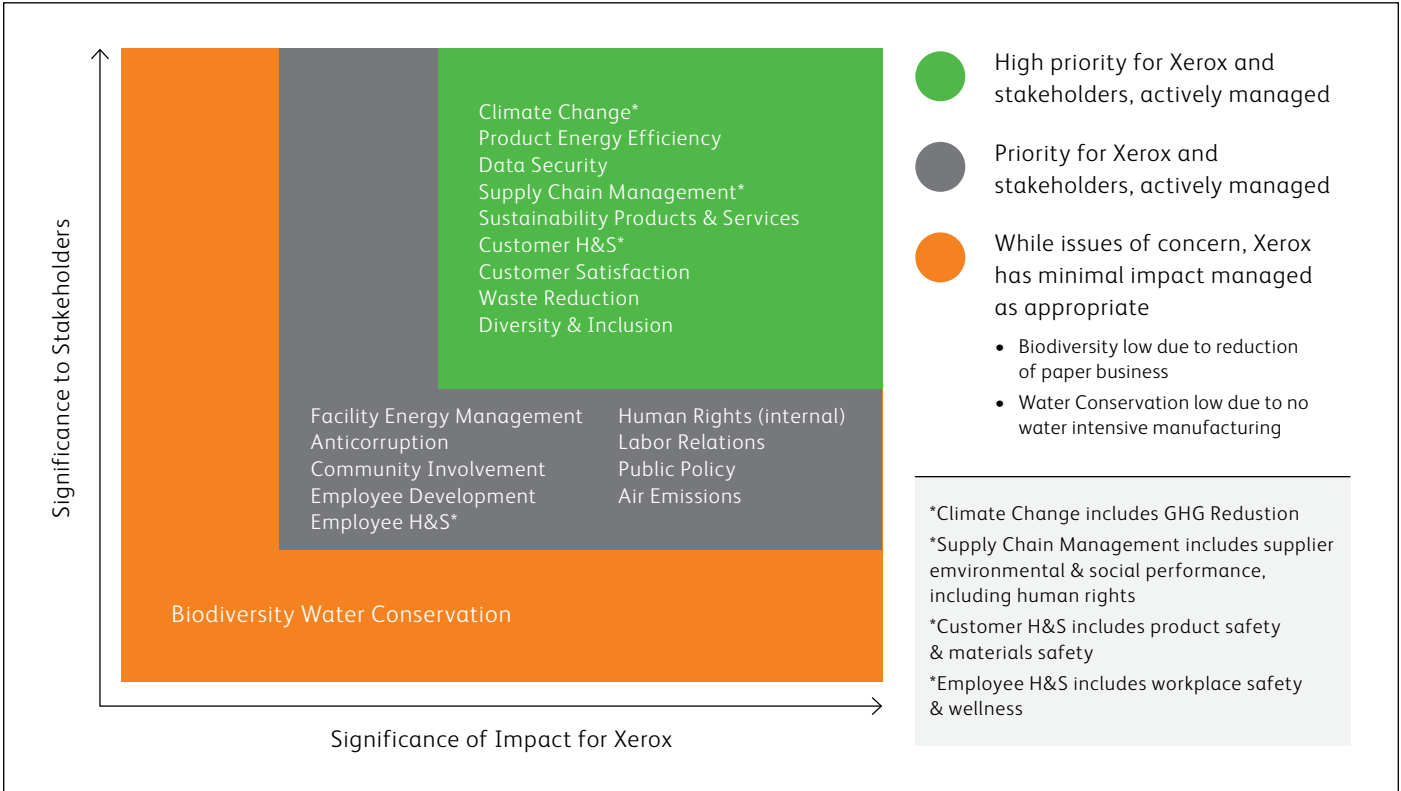 Significance to Stakeholders
Climate Change*
Product Energy Efficiency
Data Security
Supply Chain Management*
Sustainability Products & Services
Customer H&S*
Customer Satisfaction
Waste Reduction
Diversity & Inclusion
Facility Energy Management
Anticorruption
Community Involvement
Employee Development
Employee H&S*
Human Rights (internal)
Labor Relations
Public Policy
Air Emissions
Biodiversity Water Conservation
Significance of Impact for Xerox
High priority for Xerox and
stakeholders, actively managed
Priority for Xerox and
stakeholders, actively managed
While issues of concern, Xerox
has minimal impact managed
as appropriate
• Biodiversity low due to reduction
of paper business
• Water Conservation low due to no
water intensive manufacturing
*Climate Change includes GHG Redustion
*Supply Chain Management includes supplier
emvironmental & social performance,
including human rights
*Customer H&S includes product safety
& materials safety
*Employee H&S includes workplace safety
& wellness